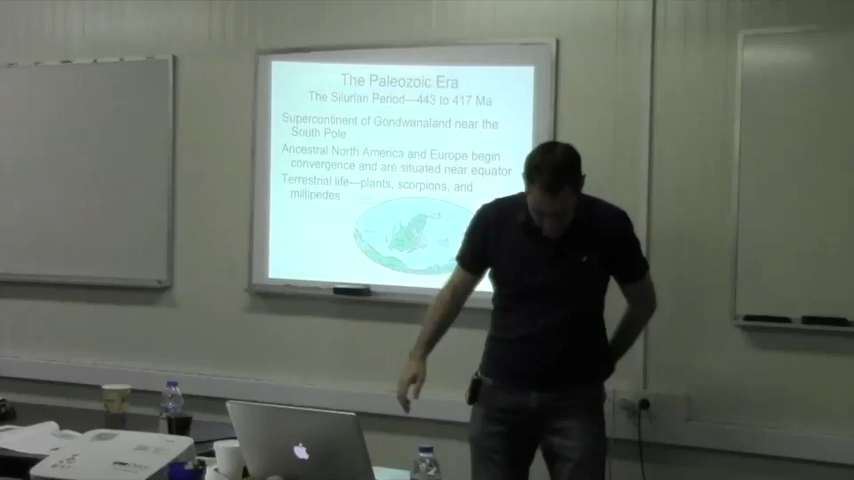 The Paleozoic Era
The Silurian Period—443 to 417 Ma
Supercontinent of Gondwanaland near the
South Pole
Ancestral North America and Europe begin
convergence and are situated near equator
Terrestrial life—plants, scorpions, and
millipedes